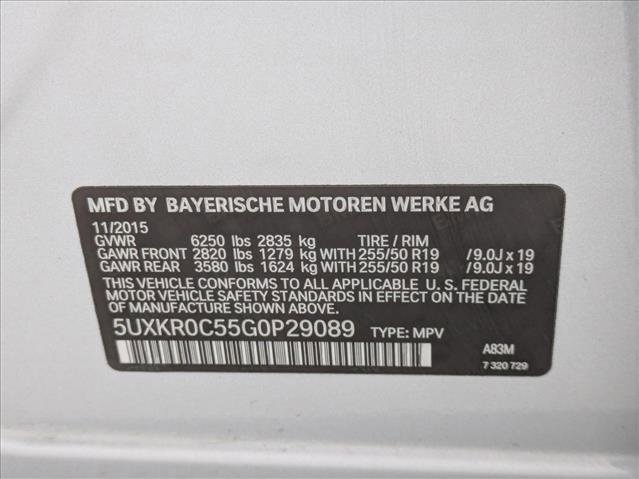 MFD BY BAYERISCHE MOTOREN WERKE AG
11/2015
GVWR 6250 lbs 2835 kg TIRE / RIM
GAWR FRONT 2820 lbs 1279 kg WITH 255/50 R19 /9.0J x 19
GAWR REAR 3580 lbs 1624 kg WITH 255/50 R19 /9.0J x 19
THIS VEHICLE CONFORMS TO ALL APPLICABLE U. S. FEDERAL
MOTOR VEHICLE SAFETY STANDARDS IN EFFECT ON THE DATE
OF MANUFACTURE SHOWN ABOVE.
5UXKR0C55G0P29089 TYPE: MPV
A83M
7 320 729